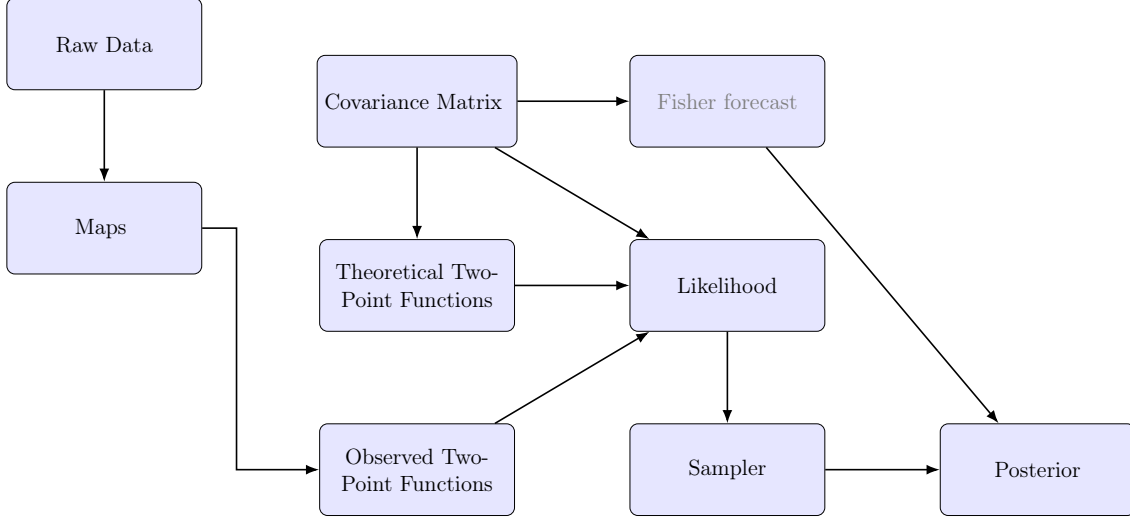 Raw Data
Covariance Matrix
Fisher forecast
Maps
Theoretical Two-
Point Functions
Likelihood
Observed Two-
Point Functions
Sampler
Posterior